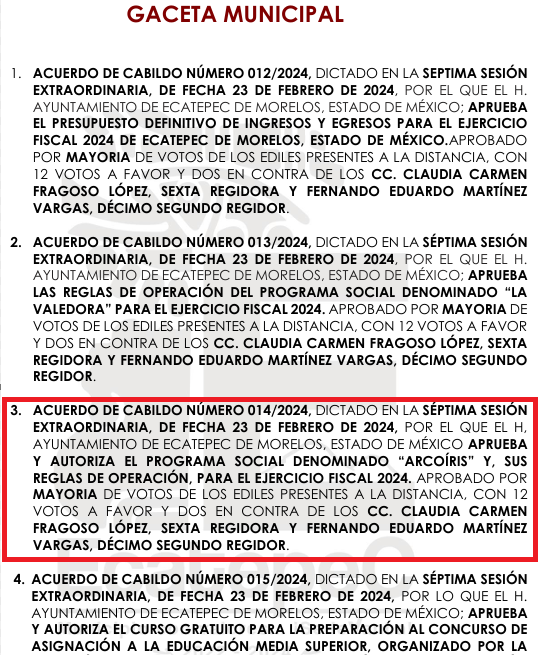 GACETA MUNICIPAL
1. ACUERDO DE CABILDO NÚMERO 012/2024, DICTADO EN LA SEPTIMA SESIÓN
EXTRAORDINARIA, DE FECHA 23 DE FEBRERO DE 2024, POR EL QUE EL H.
AYUNTAMIENTO DE ECATEPEC DE MORELOS, ESTADO DE MÉXICO; APRUEBA
EL PRESUPUESTO DEFINITIVO DE INGRESOS Y EGRESOS PARA EL EJERCICIO
FISCAL 2024 DE ECATEPEC DE MORELOS, ESTADO DE MÉXICO.APROBADO
POR MAYORIA DE VOTOS DE LOS EDILES PRESENTES A LA DISTANCIA, CON
12 VOTOS A FAVOR Y DOS EN CONTRA DE LOS CC. CLAUDIA CARMEN
FRAGOSO LÓPEZ, SEXTA REGIDORA Y FERNANDO EDUARDO MARTÍNEZ
VARGAS, DÉCIMO SEGUNDO REGIDOR.
2. ACUERDO DE CABILDO NÚMERO 013/2024, DICTADO EN LA SÉPTIMA SESIÓN
EXTRAORDINARIA, DE FECHA 23 DE FEBRERO DE 2024, POR EL QUE EL H.
AYUNTAMIENTO DE ECATEPEC DE MORELOS, ESTADO DE MÉXICO; APRUEBA
LAS REGLAS DE OPERACIÓN DEL PROGRAMA SOCIAL DENOMINADO “LA
VALEDORA” PARA EL EJERCICIO FISCAL 2024. APROBADO POR MAYORIA DE
VOTOS DE LOS EDILES PRESENTES A LA DISTANCIA, CON 12 VOTOS A FAVOR
Y DOS EN CONTRA DE LOS CC. CLAUDIA CARMEN FRAGOSO LÓPEZ, SEXTA
REGIDORA Y FERNANDO EDUARDO MARTÍNEZ VARGAS, DÉCIMO SEGUNDO
REGIDOR.
3. ACUERDO DE CABILDO NÚMERO 014/2024, DICTADO EN LA SÉPTIMA SESIÓN
EXTRAORDINARIA, DE FECHA 23 DE FEBRERO DE 2024, POR EL QUE EL H,
AYUNTAMIENTO DE ECATEPEC DE MORELOS, ESTADO DE MÉXICO APRUEBA
Y AUTORIZA EL PROGRAMA SOCIAL DENOMINADO “ARCOÍRIS” Y, SUS
REGLAS DE OPERACIÓN, PARA EL EJERCICIO FISCAL 2024. APROBADO POR
MAYORIA DE VOTOS DE LOS EDILES PRESENTES A LA DISTANCIA, CON 12
VOTOS A FAVOR Y DOS EN CONTRA DE LOS CC. CLAUDIA CARMEN
FRAGOSO LÓPEZ, SEXTA REGIDORA Y FERNANDO EDUARDO MARTÍNEZ
VARGAS, DÉCIMO SEGUNDO REGIDOR.
Ecatepec
4. ACUERDO DE CABILDO NÚMERO 015/2024, DICTADO EN LA SÉPTIMA SESIÓN
EXTRAORDINARIA, DE FECHA 23 DE FEBRERO DE 2024, POR LO QUE EL H.
AYUNTAMIENTO DE ECATEPEC DE MORELOS, ESTADO DE MÉXICO; APRUEBA
Y AUTORIZA EL CURSO GRATUITO PARA LA PREPARACIÓN AL CONCURSO DE
ASIGNACIÓN A LA EDUCACIÓN MEDIA SUPERIOR, ORGANIZADO POR LA